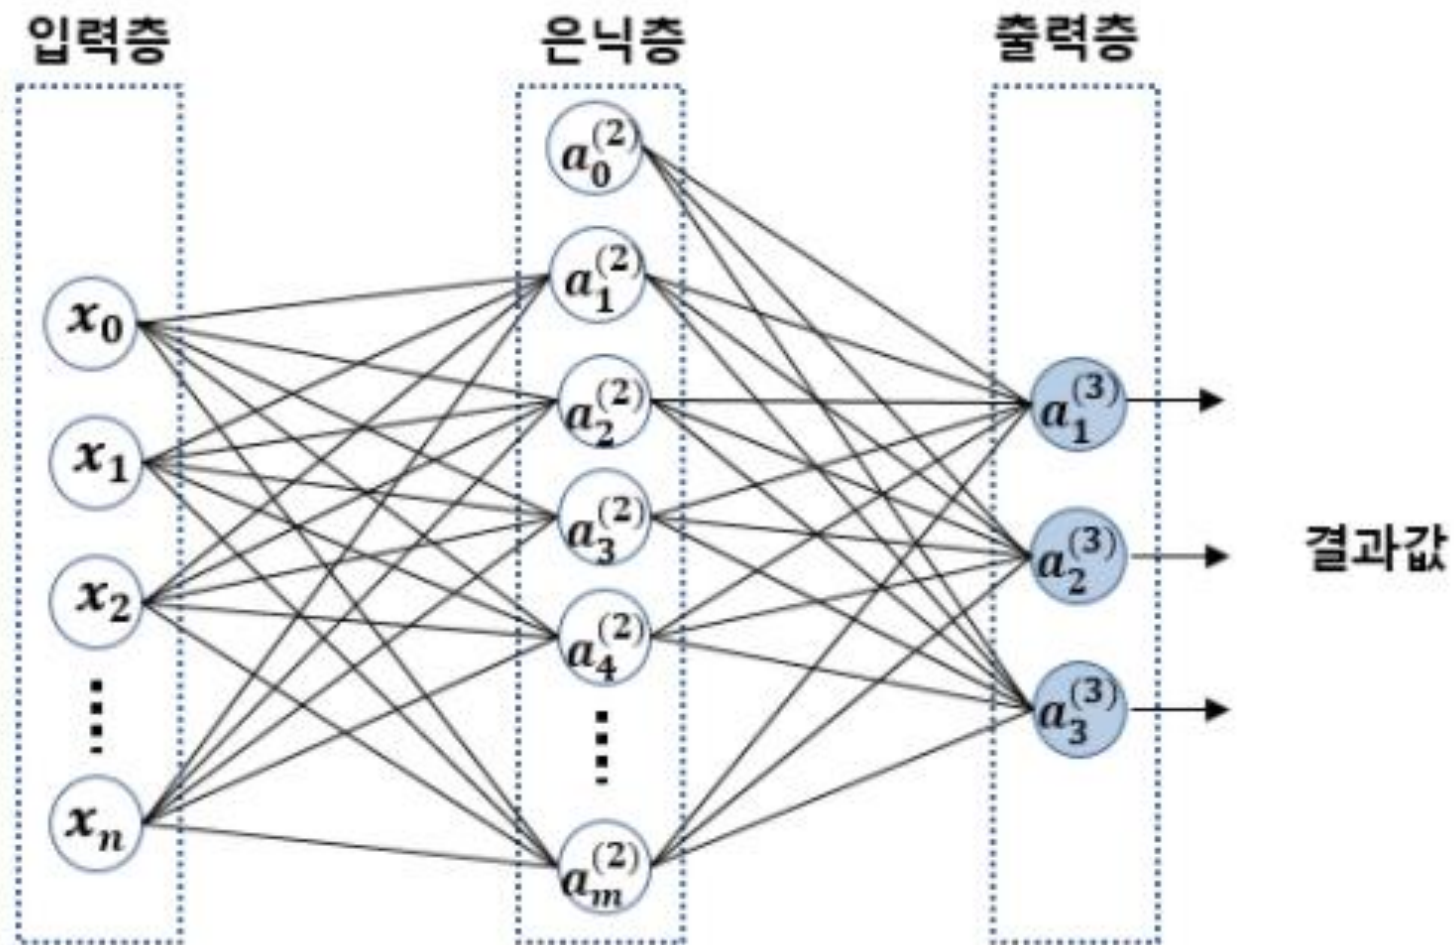 입력층
은닉층
출력층
x₀
x₁
x₂
xₙ
a₀⁽²⁾
a₁⁽²⁾
a₂⁽²⁾
a₃⁽²⁾
a₄⁽²⁾
aₘ⁽²⁾
a₁⁽³⁾
a₂⁽³⁾
a₃⁽³⁾
결과값